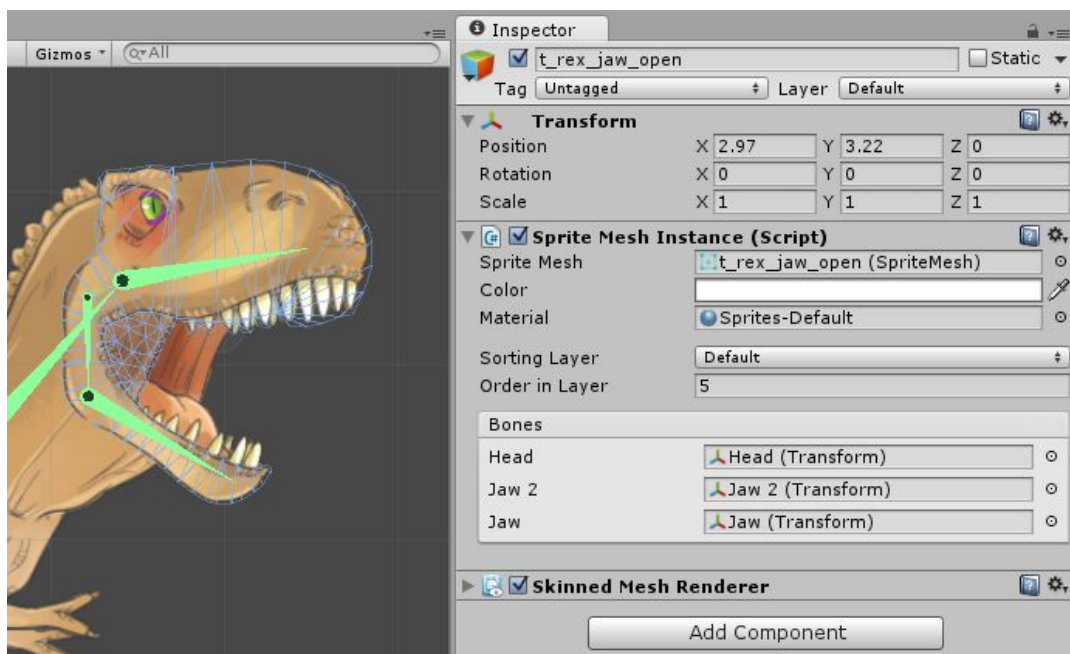 Inspector
Gizmos All
t_rex_jaw_open Static
Tag Untagged Layer Default
Transform
Position X 2.97 Y 3.22 Z 0
Rotation X 0 Y 0 Z 0
Scale X 1 Y 1 Z 1
Sprite Mesh Instance (Script)
Sprite Mesh t_rex_jaw_open (SpriteMesh)
Color
Material Sprites-Default
Sorting Layer Default
Order in Layer 5
Bones
Head Head (Transform)
Jaw 2 Jaw 2 (Transform)
Jaw Jaw (Transform)
Skinned Mesh Renderer
Add Component